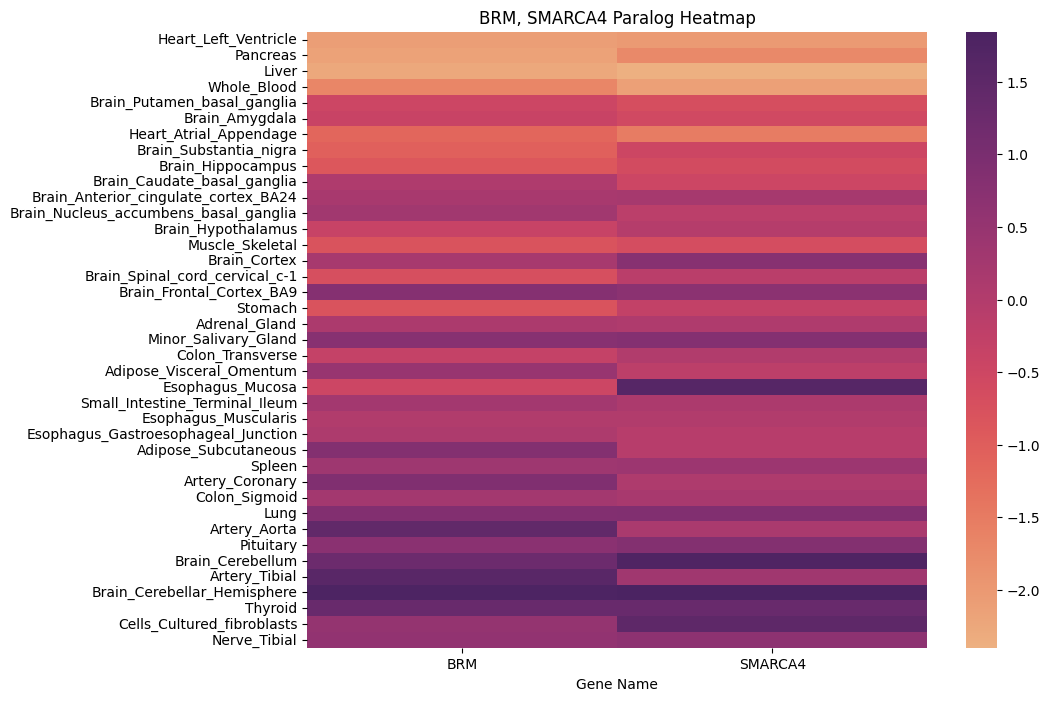 BRM, SMARCA4 Paralog Heatmap
Heart_Left_Ventricle
Pancreas
Liver
Whole_Blood
Brain_Putamen_basal_ganglia
Brain_Amygdala
Heart_Atrial_Appendage
Brain_Substantia_nigra
Brain_Hippocampus
Brain_Caudate_basal_ganglia
Brain_Anterior_cingulate_cortex_BA24
Brain_Nucleus_accumbens_basal_ganglia
Brain_Hypothalamus
Muscle_Skeletal
Brain_Cortex
Brain_Spinal_cord_cervical_c-1
Brain_Frontal_Cortex_BA9
Stomach
Adrenal_Gland
Minor_Salivary_Gland
Colon_Transverse
Adipose_Visceral_Omentum
Esophagus_Mucosa
Small_Intestine_Terminal_Ileum
Esophagus_Muscularis
Esophagus_Gastroesophageal_Junction
Adipose_Subcutaneous
Spleen
Artery_Coronary
Colon_Sigmoid
Lung
Artery_Aorta
Pituitary
Brain_Cerebellum
Artery_Tibial
Brain_Cerebellar_Hemisphere
Thyroid
Cells_Cultured_fibroblasts
Nerve_Tibial
BRM
SMARCA4
Gene Name
1.5
1.0
0.5
0.0
−0.5
−1.0
−1.5
−2.0